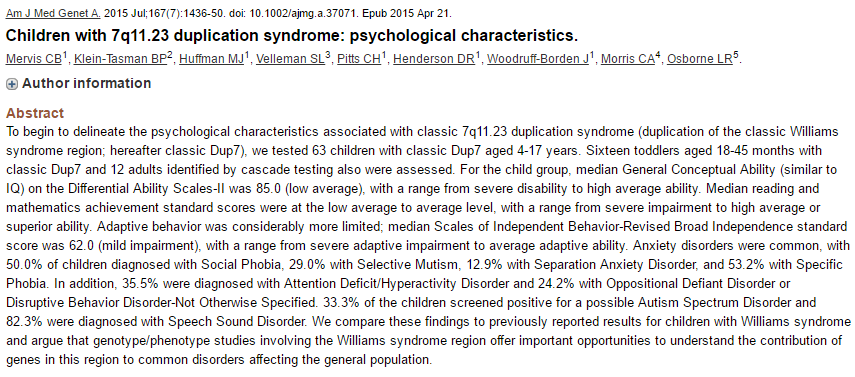 Am J Med Genet A. 2015 Jul;167(7):1436-50. doi: 10.1002/ajmg.a.37071. Epub 2015 Apr 21.
Children with 7q11.23 duplication syndrome: psychological characteristics.
Mervis CB1, Klein-Tasman BP2, Huffman MJ1, Velleman SL3, Pitts CH1, Henderson DR1, Woodruff-Borden J1, Morris CA4, Osborne LR5.
Author information
Abstract
To begin to delineate the psychological characteristics associated with classic 7q11.23 duplication syndrome (duplication of the classic Williams
syndrome region; hereafter classic Dup7), we tested 63 children with classic Dup7 aged 4-17 years. Sixteen toddlers aged 18-45 months with
classic Dup7 and 12 adults identified by cascade testing also were assessed. For the child group, median General Conceptual Ability (similar to
IQ) on the Differential Ability Scales-II was 85.0 (low average), with a range from severe disability to high average ability. Median reading and
mathematics achievement standard scores were at the low average to average level, with a range from severe impairment to high average or
superior ability. Adaptive behavior was considerably more limited; median Scales of Independent Behavior-Revised Broad Independence standard
score was 62.0 (mild impairment), with a range from severe adaptive impairment to average adaptive ability. Anxiety disorders were common, with
50.0% of children diagnosed with Social Phobia, 29.0% with Selective Mutism, 12.9% with Separation Anxiety Disorder, and 53.2% with Specific
Phobia. In addition, 35.5% were diagnosed with Attention Deficit/Hyperactivity Disorder and 24.2% with Oppositional Defiant Disorder or
Disruptive Behavior Disorder-Not Otherwise Specified. 33.3% of the children screened positive for a possible Autism Spectrum Disorder and
82.3% were diagnosed with Speech Sound Disorder. We compare these findings to previously reported results for children with Williams syndrome
and argue that genotype/phenotype studies involving the Williams syndrome region offer important opportunities to understand the contribution of
genes in this region to common disorders affecting the general population.